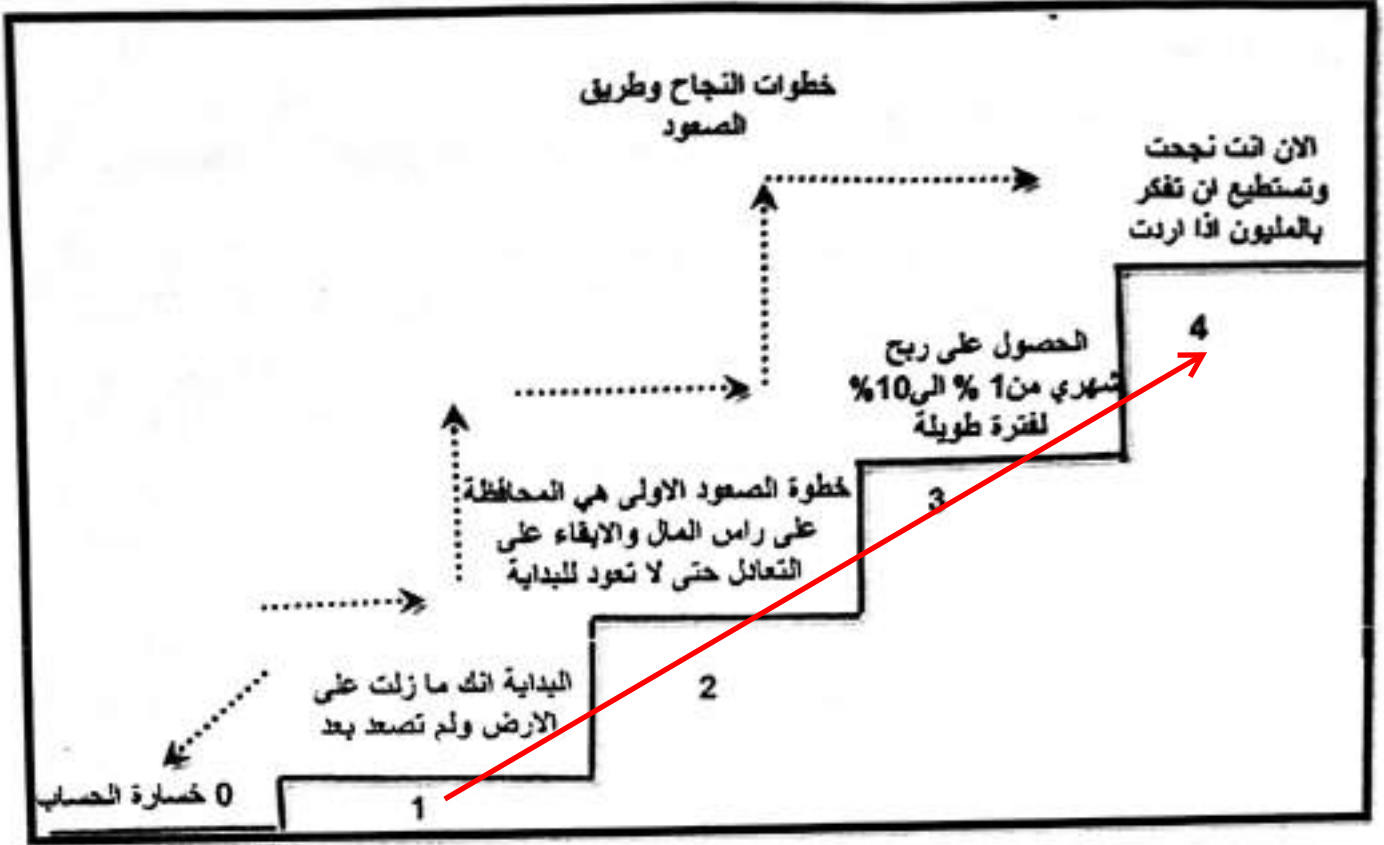 خطوات النجاح وطريق
الصعود
الان انت نجحت
وتستطيع ان تفكر
بالمليون اذا اردت
4
الحصول على ربح
شهري من1 % الى10%
لفترة طويلة
3
خطوة الصعود الاولى هي المحافظة
على راس المال والابقاء على
التعادل حتى لا تعود للبداية
2
البداية انك ما زلت على
الارض ولم تصعد بعد
1
0 خسارة الحساب